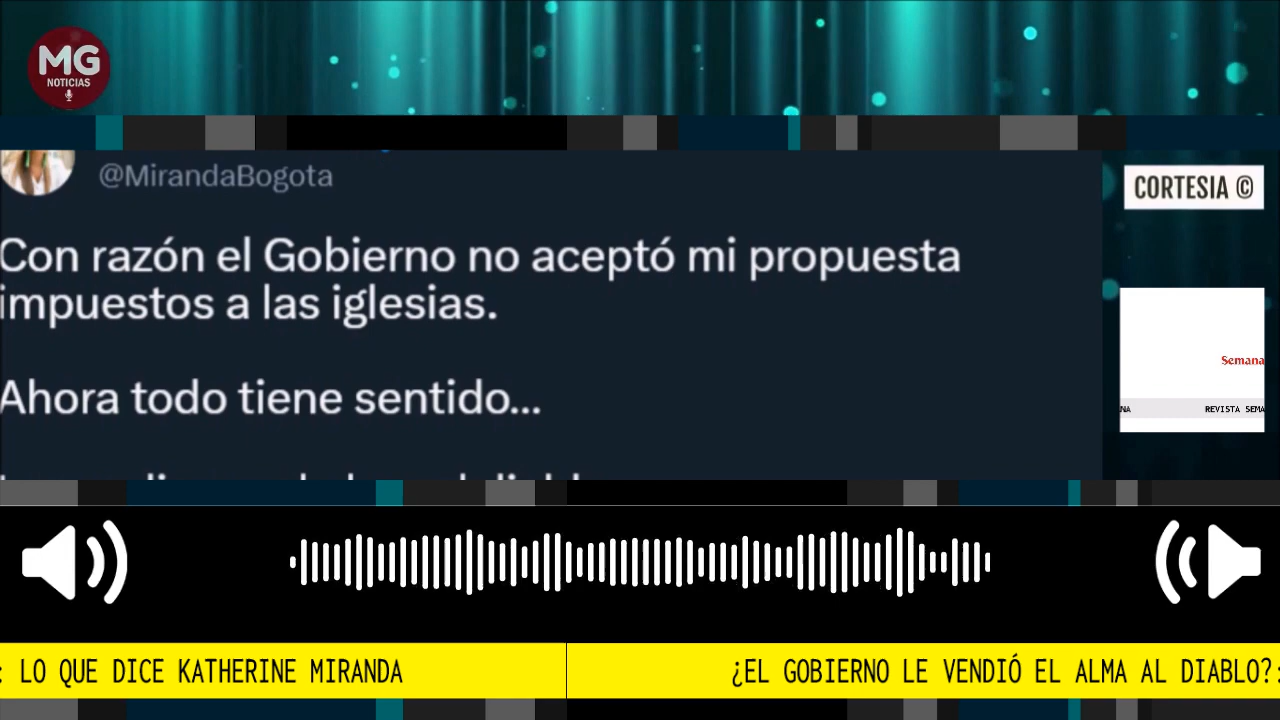 MG
NOTICIAS
@MirandaBogota
CORTESIA ©
Con razón el Gobierno no aceptó mi propuesta
impuestos a las iglesias.
Semana
Ahora todo tiene sentido...
NA REVISTA SEMA
: LO QUE DICE KATHERINE MIRANDA
¿EL GOBIERNO LE VENDIÓ EL ALMA AL DIABLO?: